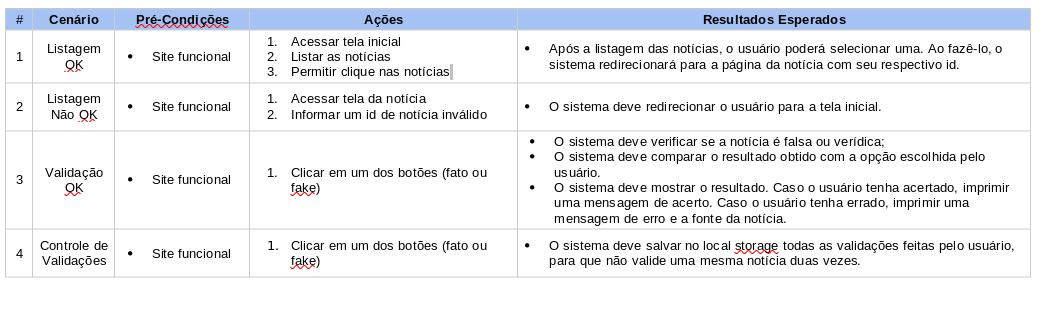 # Cenário Pré-Condições Ações Resultados Esperados
1
Listagem
OK
• Site funcional
1. Acessar tela inicial
2. Listar as notícias
3. Permitir clique nas notícias
• Após a listagem das notícias, o usuário poderá selecionar uma. Ao fazê-lo, o
sistema redirecionará para a página da notícia com seu respectivo id.
2
Listagem
Não OK
• Site funcional
1. Acessar tela da notícia
2. Informar um id de notícia inválido
• O sistema deve redirecionar o usuário para a tela inicial.
3
Validação
OK
• Site funcional
1. Clicar em um dos botões (fato ou
fake)
• O sistema deve verificar se a notícia é falsa ou verídica;
• O sistema deve comparar o resultado obtido com a opção escolhida pelo
usuário.
• O sistema deve mostrar o resultado. Caso o usuário tenha acertado, imprimir
uma mensagem de acerto. Caso o usuário tenha errado, imprimir uma
mensagem de erro e a fonte da notícia.
4
Controle de
Validações
• Site funcional
1. Clicar em um dos botões (fato ou
fake)
• O sistema deve salvar no local storage todas as validações feitas pelo usuário,
para que não valide uma mesma notícia duas vezes.